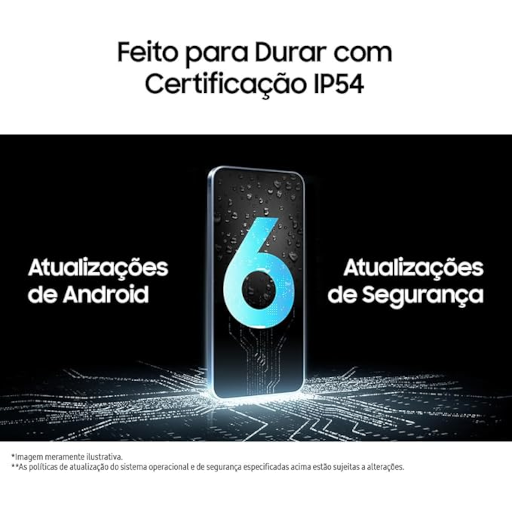 Feito para Durar com
Certificação IP54
Atualizações
de Android
6
Atualizações
de Segurança
*Imagem meramente ilustrativa.
**As políticas de atualização do sistema operacional e de segurança especificadas acima estão sujeitas a alterações.